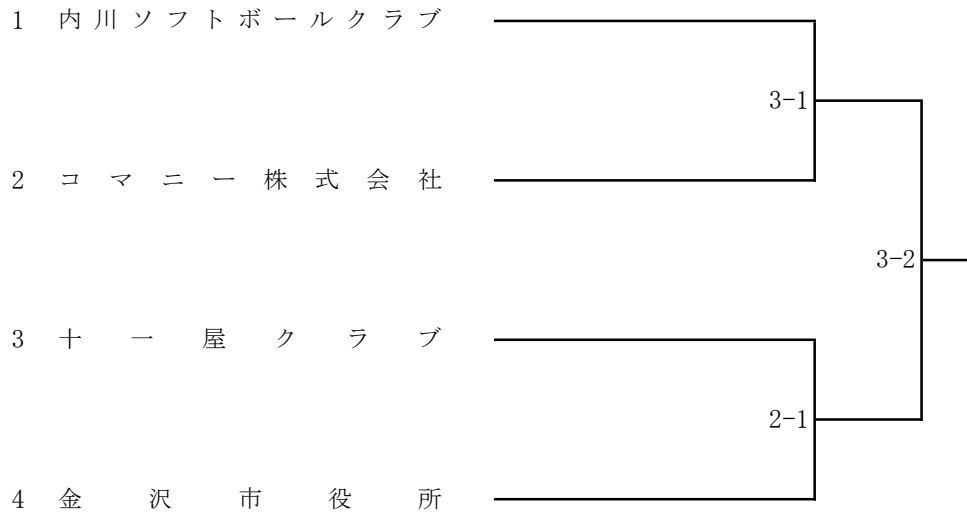 1 内川ソフトボールクラブ
3-1
2 コマニー株式会社
3-2
3 十一屋クラブ
2-1
4 金沢市役所